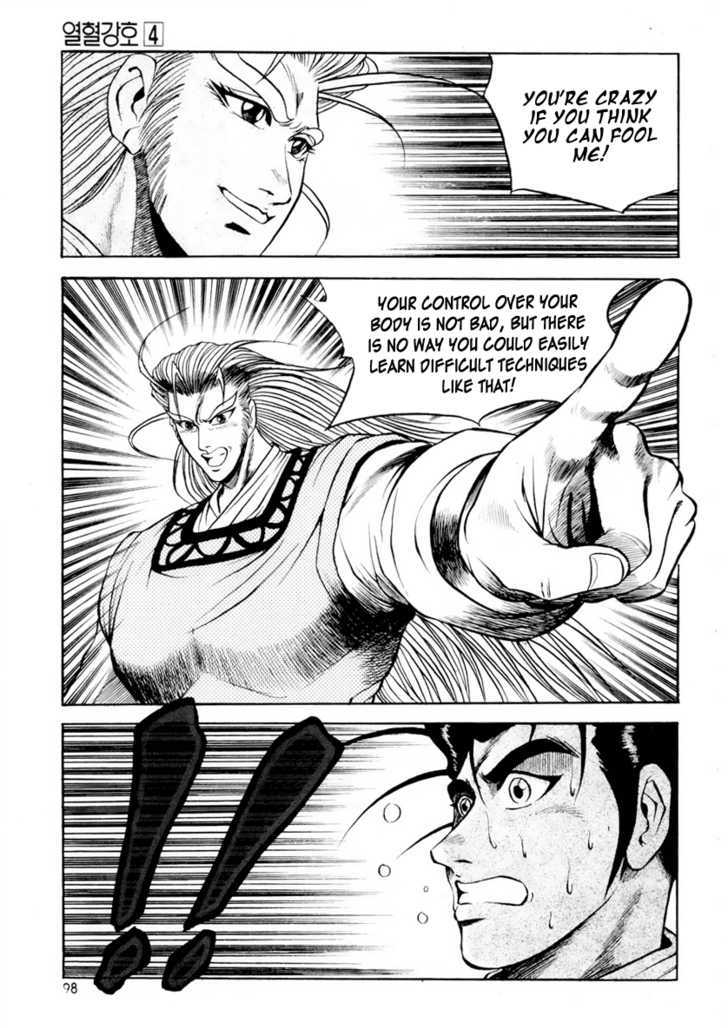 열혈강호 4
YOU'RE CRAZY
IF YOU THINK
YOU CAN FOOL
ME!
YOUR CONTROL OVER YOUR
BODY IS NOT BAD, BUT THERE
IS NO WAY YOU COULD EASILY
LEARN DIFFICULT TECHNIQUES
LIKE THAT!
!!
98